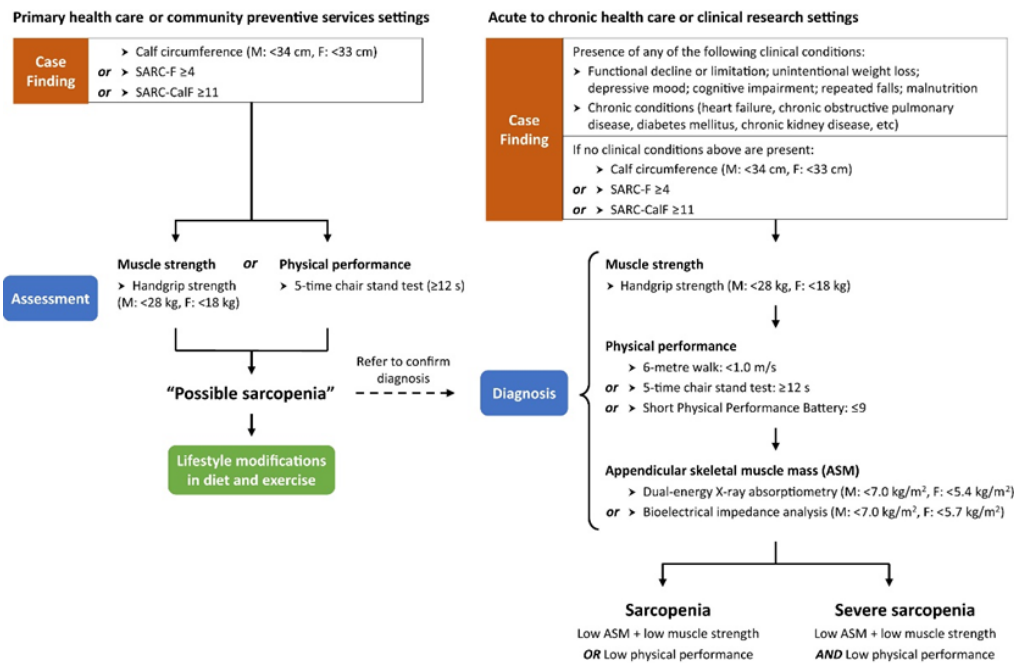 Primary health care or community preventive services settings
Case
Finding
➤ Calf circumference (M: <34 cm, F: <33 cm)
or ➤ SARC-F ≥4
or ➤ SARC-CalF ≥11
Assessment
Muscle strength
➤ Handgrip strength
(M: <28 kg, F: <18 kg)
or
Physical performance
➤ 5-time chair stand test (≥12 s)
“Possible sarcopenia”
Refer to confirm
diagnosis
Lifestyle modifications
in diet and exercise
Acute to chronic health care or clinical research settings
Case
Finding
Presence of any of the following clinical conditions:
➤ Functional decline or limitation; unintentional weight loss;
depressive mood; cognitive impairment; repeated falls; malnutrition
➤ Chronic conditions (heart failure, chronic obstructive pulmonary
disease, diabetes mellitus, chronic kidney disease, etc)
If no clinical conditions above are present:
➤ Calf circumference (M: <34 cm, F: <33 cm)
or ➤ SARC-F ≥4
or ➤ SARC-CalF ≥11
Diagnosis
Muscle strength
➤ Handgrip strength (M: <28 kg, F: <18 kg)
Physical performance
➤ 6-metre walk: <1.0 m/s
or ➤ 5-time chair stand test: ≥12 s
or ➤ Short Physical Performance Battery: ≤9
Appendicular skeletal muscle mass (ASM)
➤ Dual-energy X-ray absorptiometry (M: <7.0 kg/m², F: <5.4 kg/m²)
or ➤ Bioelectrical impedance analysis (M: <7.0 kg/m², F: <5.7 kg/m²)
Sarcopenia
Low ASM + low muscle strength
OR Low physical performance
Severe sarcopenia
Low ASM + low muscle strength
AND Low physical performance